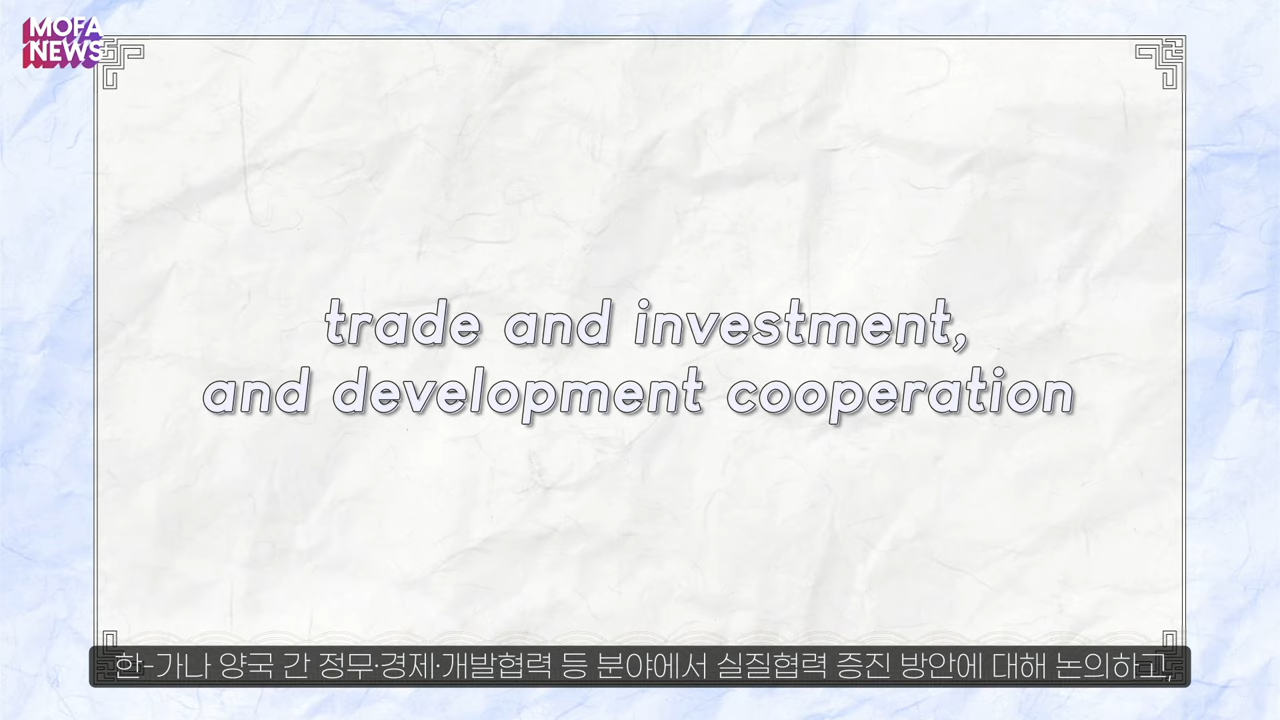 MOFA
NEWS
trade and investment,
and development cooperation
한-가나 양국 간 정무·경제·개발협력 등 분야에서 실질협력 증진 방안에 대해 논의하고,